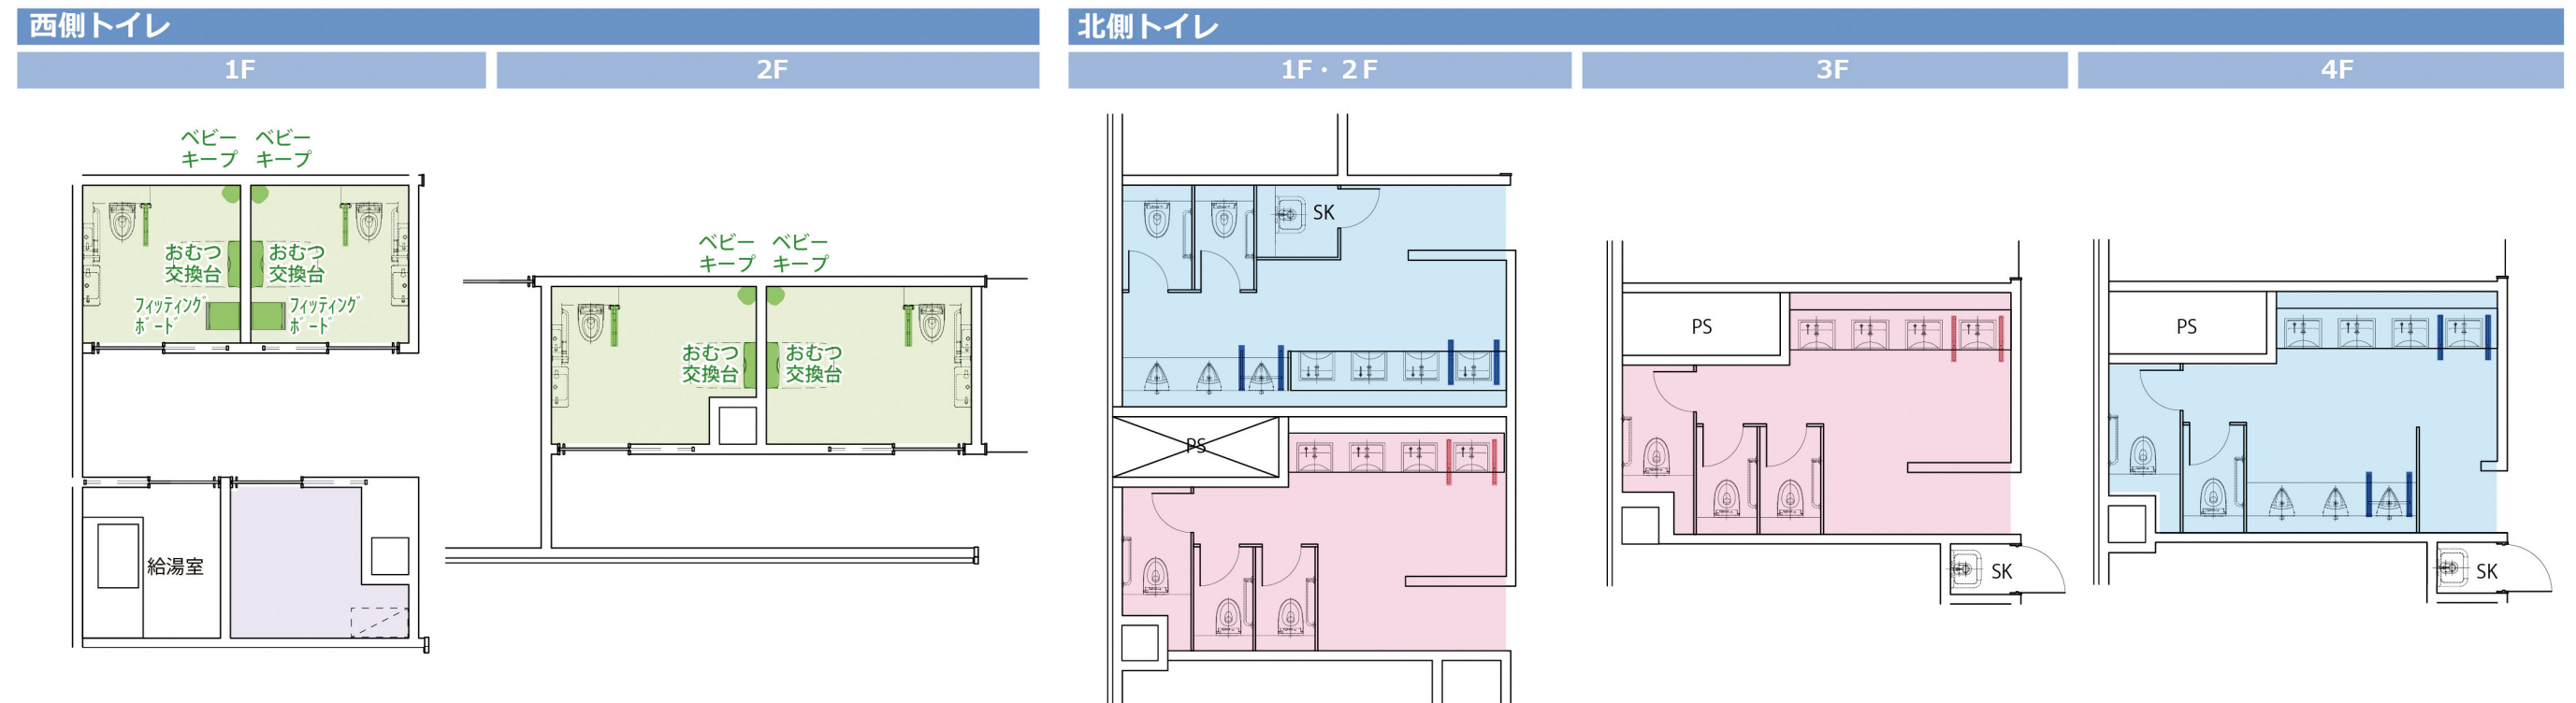 西側トイレ
北側トイレ
1F
2F
1F・２F
3F
4F
ベビー
キープ
ベビー
キープ
おむつ
交換台
おむつ
交換台
フィッティング
ボード
フィッティング
ボード
給湯室
ベビー
キープ
ベビー
キープ
おむつ
交換台
おむつ
交換台
SK
PS
PS
SK
PS
SK